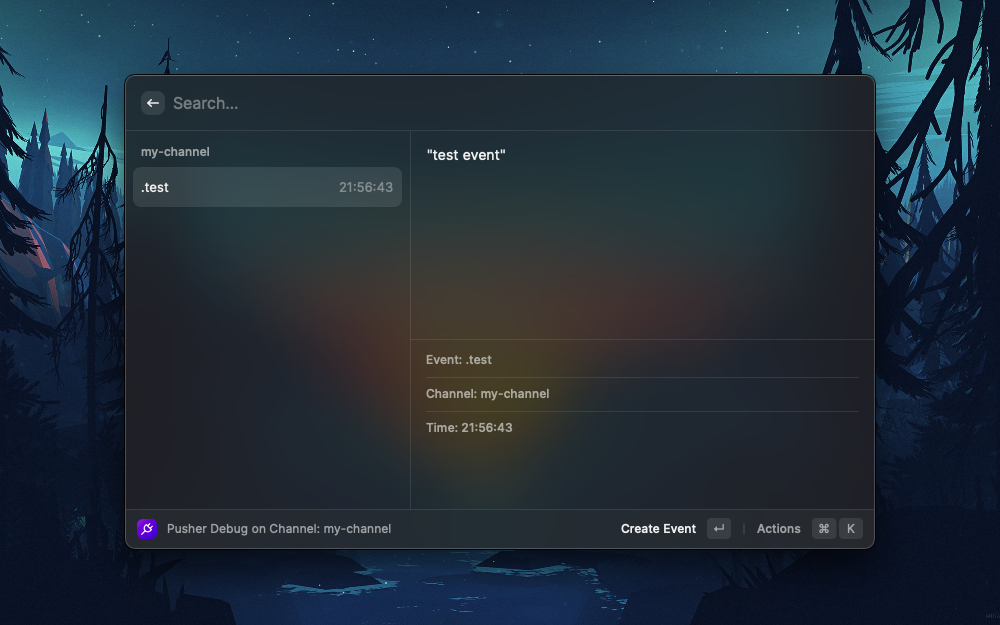 Search...
my-channel
.test 21:56:43
"test event"
Event: .test
Channel: my-channel
Time: 21:56:43
Pusher Debug on Channel: my-channel
Create Event ↵ | Actions ⌘ K